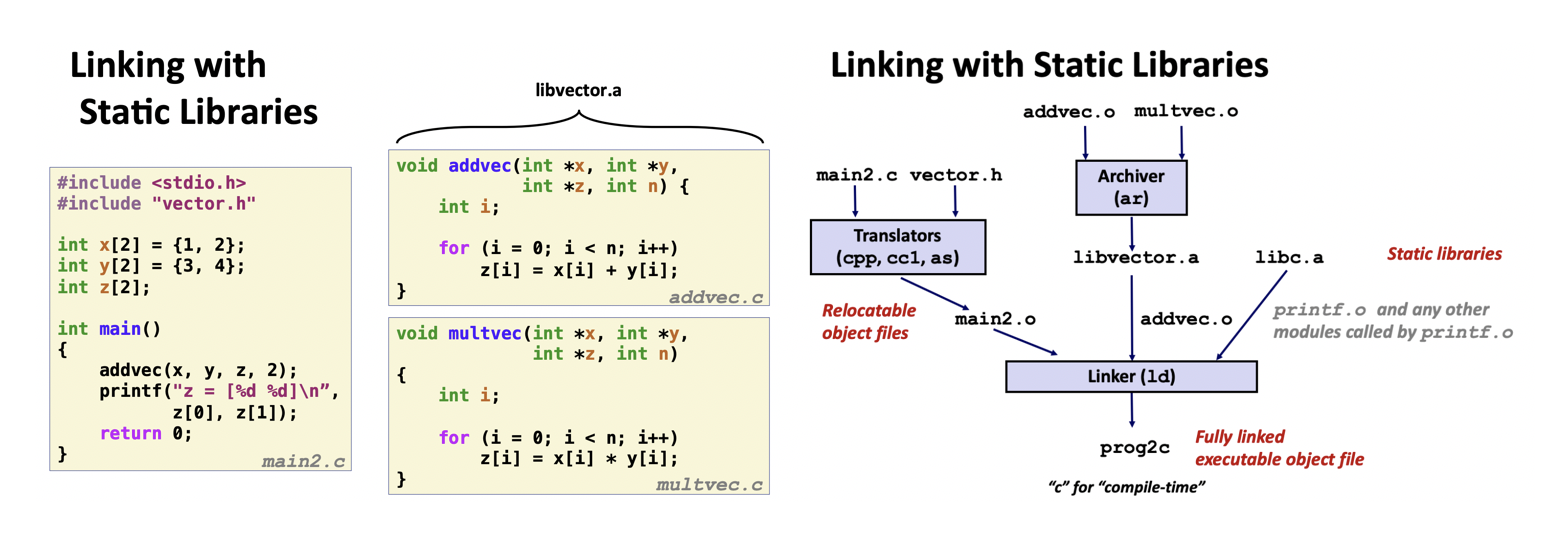 Linking with
Static Libraries
#include <stdio.h>
#include "vector.h"
int x[2] = {1, 2};
int y[2] = {3, 4};
int z[2];
int main()
{
    addvec(x, y, z, 2);
    printf("z = [%d %d]\n”,
           z[0], z[1]);
    return 0;
}
main2.c
libvector.a
void addvec(int *x, int *y,
            int *z, int n) {
    int i;
    for (i = 0; i < n; i++)
        z[i] = x[i] + y[i];
}
addvec.c
void multvec(int *x, int *y,
             int *z, int n)
{
    int i;
    for (i = 0; i < n; i++)
        z[i] = x[i] * y[i];
}
multvec.c
Linking with Static Libraries
addvec.o multvec.o
main2.c vector.h
Archiver
(ar)
Translators
(cpp, cc1, as)
libvector.a
libc.a
Static libraries
Relocatable
object files
main2.o
addvec.o
printf.o and any other
modules called by printf.o
Linker (ld)
prog2c
Fully linked
executable object file
“c” for “compile-time”